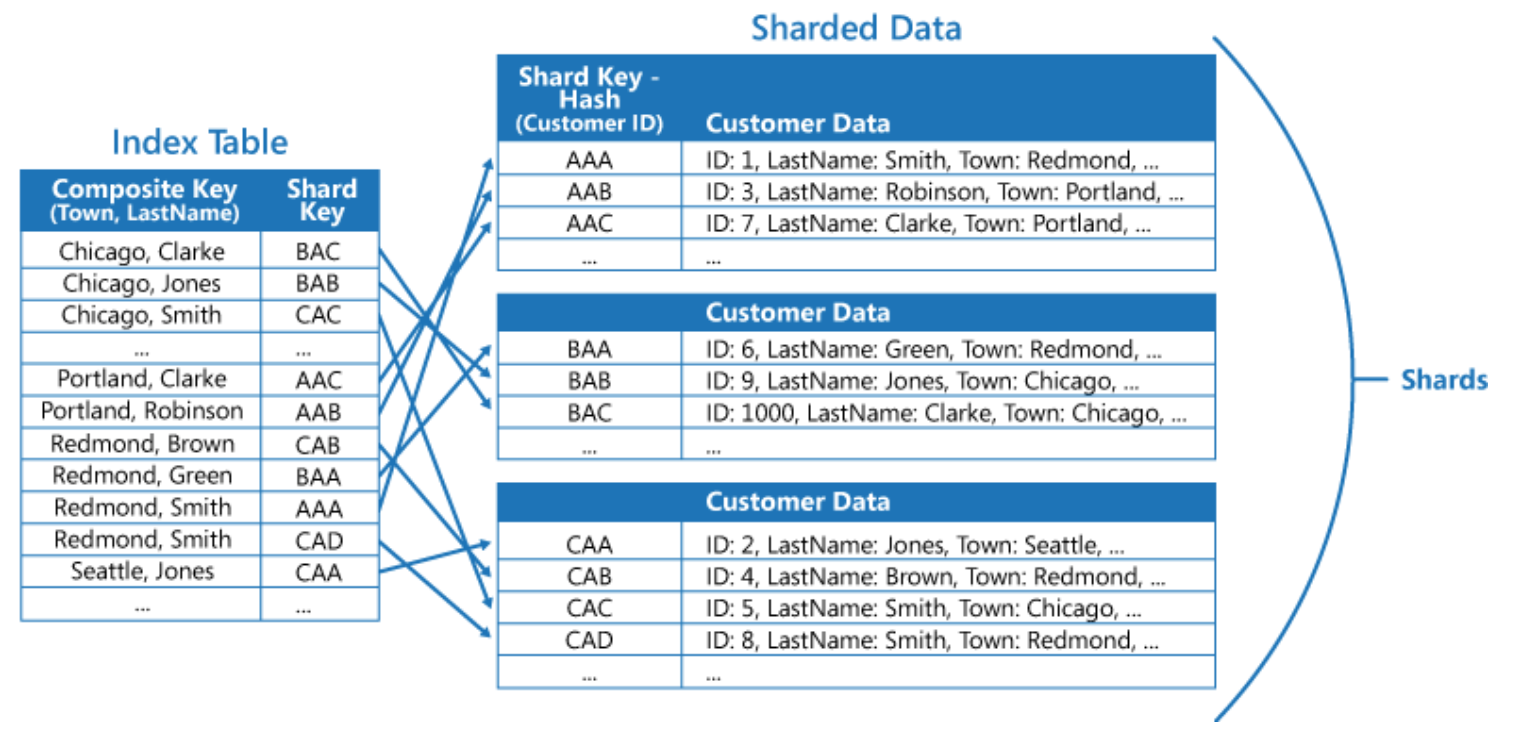 Sharded Data
Index Table
Composite Key
(Town, LastName)
Shard
Key
Chicago, Clarke BAC
Chicago, Jones BAB
Chicago, Smith CAC
... ...
Portland, Clarke AAC
Portland, Robinson AAB
Redmond, Brown CAB
Redmond, Green BAA
Redmond, Smith AAA
Redmond, Smith CAD
Seattle, Jones CAA
... ...
Shard Key -
Hash
(Customer ID)
Customer Data
AAA ID: 1, LastName: Smith, Town: Redmond, ...
AAB ID: 3, LastName: Robinson, Town: Portland, ...
AAC ID: 7, LastName: Clarke, Town: Portland, ...
... ...
Customer Data
BAA ID: 6, LastName: Green, Town: Redmond, ...
BAB ID: 9, LastName: Jones, Town: Chicago, ...
BAC ID: 1000, LastName: Clarke, Town: Chicago, ...
... ...
Customer Data
CAA ID: 2, LastName: Jones, Town: Seattle, ...
CAB ID: 4, LastName: Brown, Town: Redmond, ...
CAC ID: 5, LastName: Smith, Town: Chicago, ...
CAD ID: 8, LastName: Smith, Town: Redmond, ...
... ...
Shards